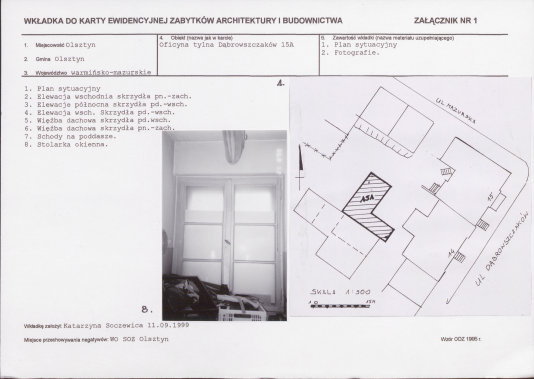 WKŁADKA DO KARTY EWIDENCYJNEJ ZABYTKÓW ARCHITEKTURY I BUDOWNICTWA ZAŁĄCZNIK NR 1
1. Miejscowość Olsztyn
2. Gmina Olsztyn
3. Województwo warmińsko-mazurskie
4. Obiekt (nazwa jak w karcie)
Oficyna tylna Dąbrowszczaków 15A
5. Zawartość wkładki (nazwa materiału uzupełniającego)
1. Plan sytuacyjny
2. Fotografie.
1. Plan sytuacyjny
2. Elewacja wschodnia skrzydła pn.-zach.
3. Elewacje północna skrzydła pd.-wsch.
4. Elewacja wsch. Skrzydła pd.-wsch.
5. Więźba dachowa skrzydła pd.wsch.
6. Więźba dachowa skrzydła pn.-zach.
7. Schody na poddasze.
8. Stolarka okienna.
1.
UL MAZURSKA
15A
15
14
UL DĄBROWSZCZAKÓW
SKALA 1:500
8.
Wkładkę założył: Katarzyna Soczewica 11.09.1999
Miejsce przechowywania negatywów: WO SOZ Olsztyn
Wzór ODZ 1998 r.